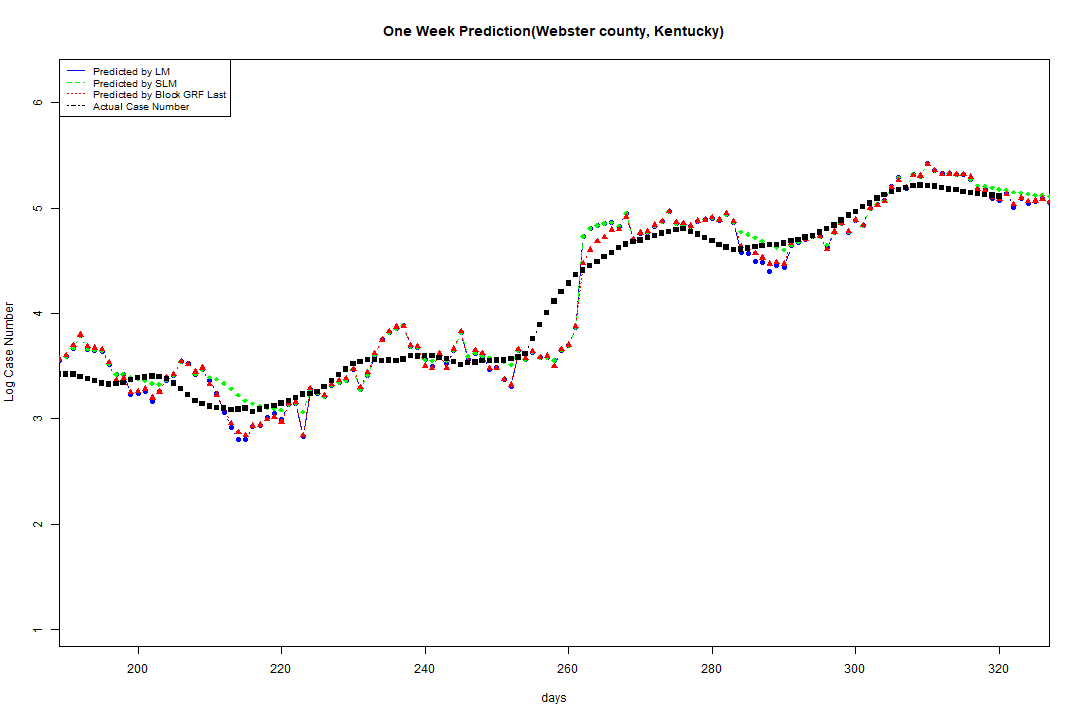 One Week Prediction(Webster county, Kentucky)
Predicted by LM
Predicted by SLM
Predicted by Block GRF Last
Actual Case Number
6
5
4
3
2
1
Log Case Number
200 220 240 260 280 300 320
days